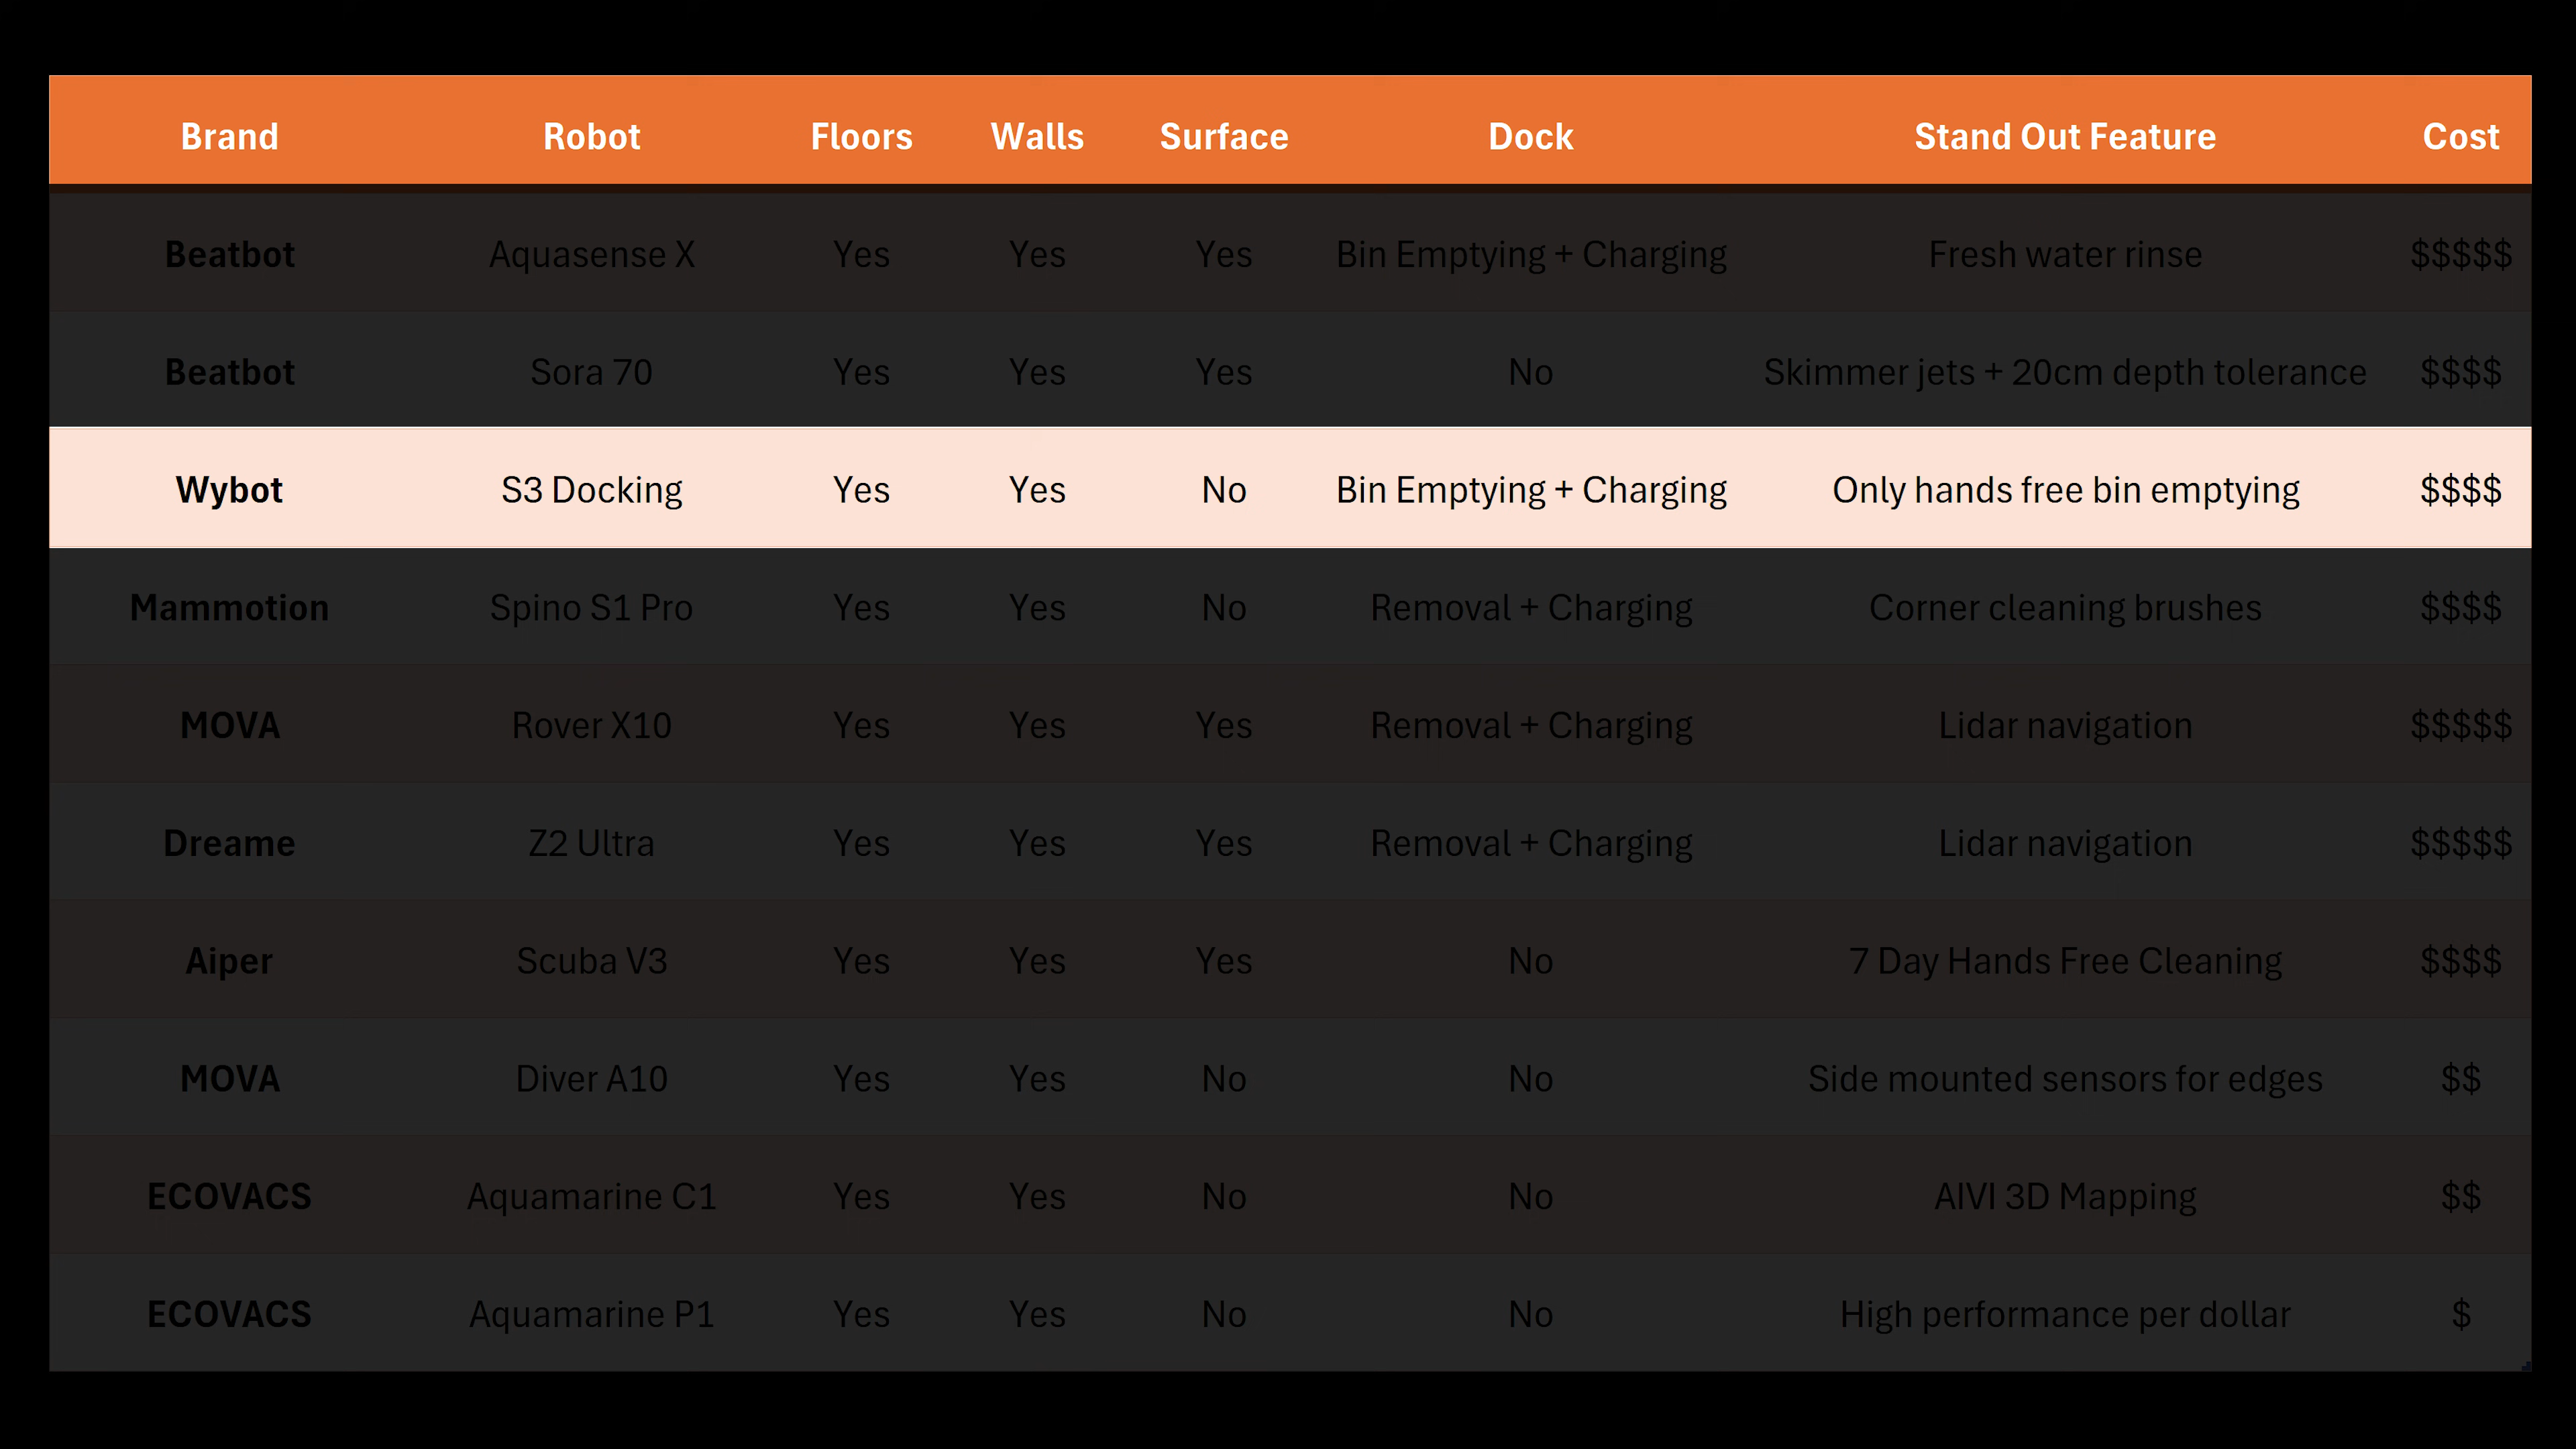 Brand Robot Floors Walls Surface Dock Stand Out Feature Cost
Beatbot Aquasense X Yes Yes Yes Bin Emptying + Charging Fresh water rinse $$$$$
Beatbot Sora 70 Yes Yes Yes No Skimmer jets + 20cm depth tolerance $$$$
Wybot S3 Docking Yes Yes No Bin Emptying + Charging Only hands free bin emptying $$$$
Mammotion Spino S1 Pro Yes Yes No Removal + Charging Corner cleaning brushes $$$$
MOVA Rover X10 Yes Yes Yes Removal + Charging Lidar navigation $$$$$
Dreame Z2 Ultra Yes Yes Yes Removal + Charging Lidar navigation $$$$$
Aiper Scuba V3 Yes Yes Yes No 7 Day Hands Free Cleaning $$$$
MOVA Diver A10 Yes Yes No No Side mounted sensors for edges $$
ECOVACS Aquamarine C1 Yes Yes No No AIVI 3D Mapping $$
ECOVACS Aquamarine P1 Yes Yes No No High performance per dollar $